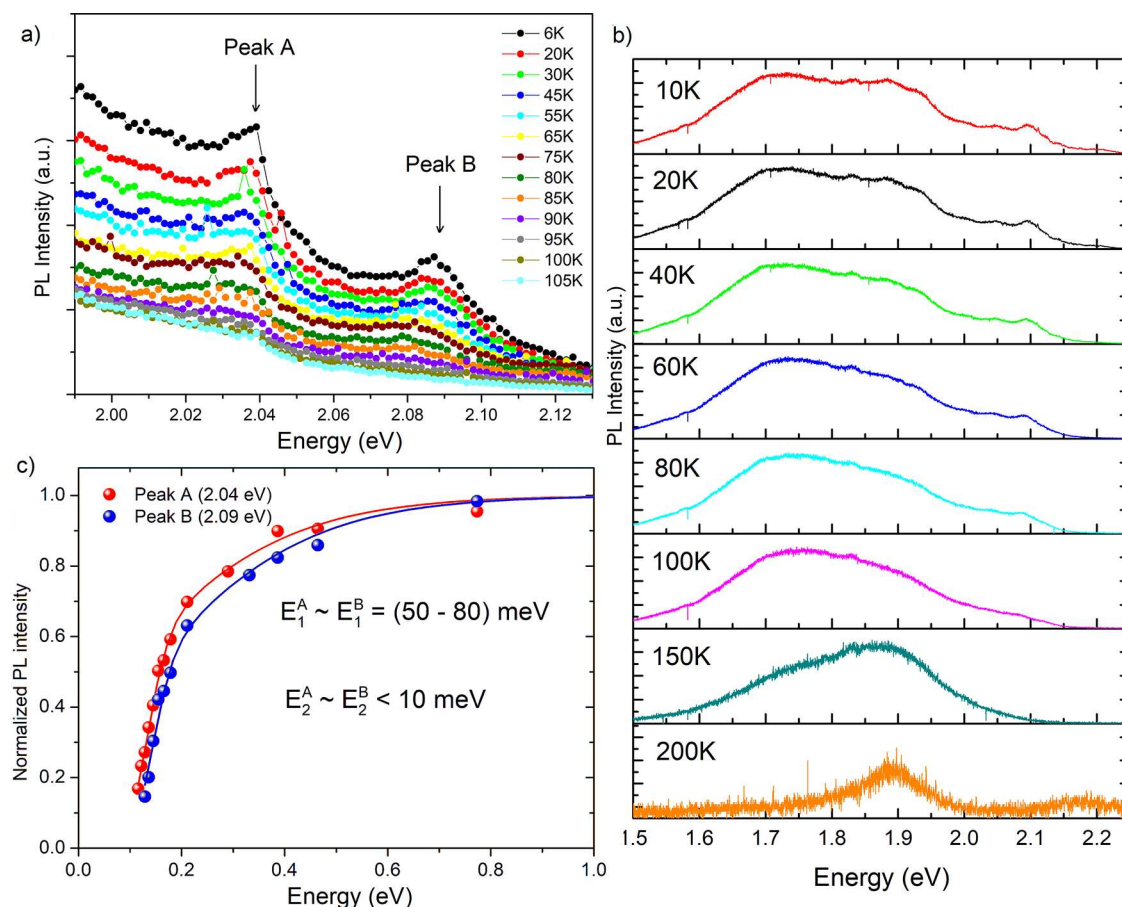 a)
Peak A
Peak B
6K
20K
30K
45K
55K
65K
75K
80K
85K
90K
95K
100K
105K
PL Intensity (a.u.)
2.00 2.02 2.04 2.06 2.08 2.10 2.12
Energy (eV)
b)
10K
20K
40K
60K
80K
100K
150K
200K
PL Intensity (a.u.)
1.5 1.6 1.7 1.8 1.9 2.0 2.1 2.2
Energy (eV)
c)
Peak A (2.04 eV)
Peak B (2.09 eV)
E₁ᴬ ~ E₁ᴮ = (50 - 80) meV
E₂ᴬ ~ E₂ᴮ < 10 meV
Normalized PL intensity
1.0
0.8
0.6
0.4
0.2
0.0
0.0 0.2 0.4 0.6 0.8 1.0
Energy (eV)